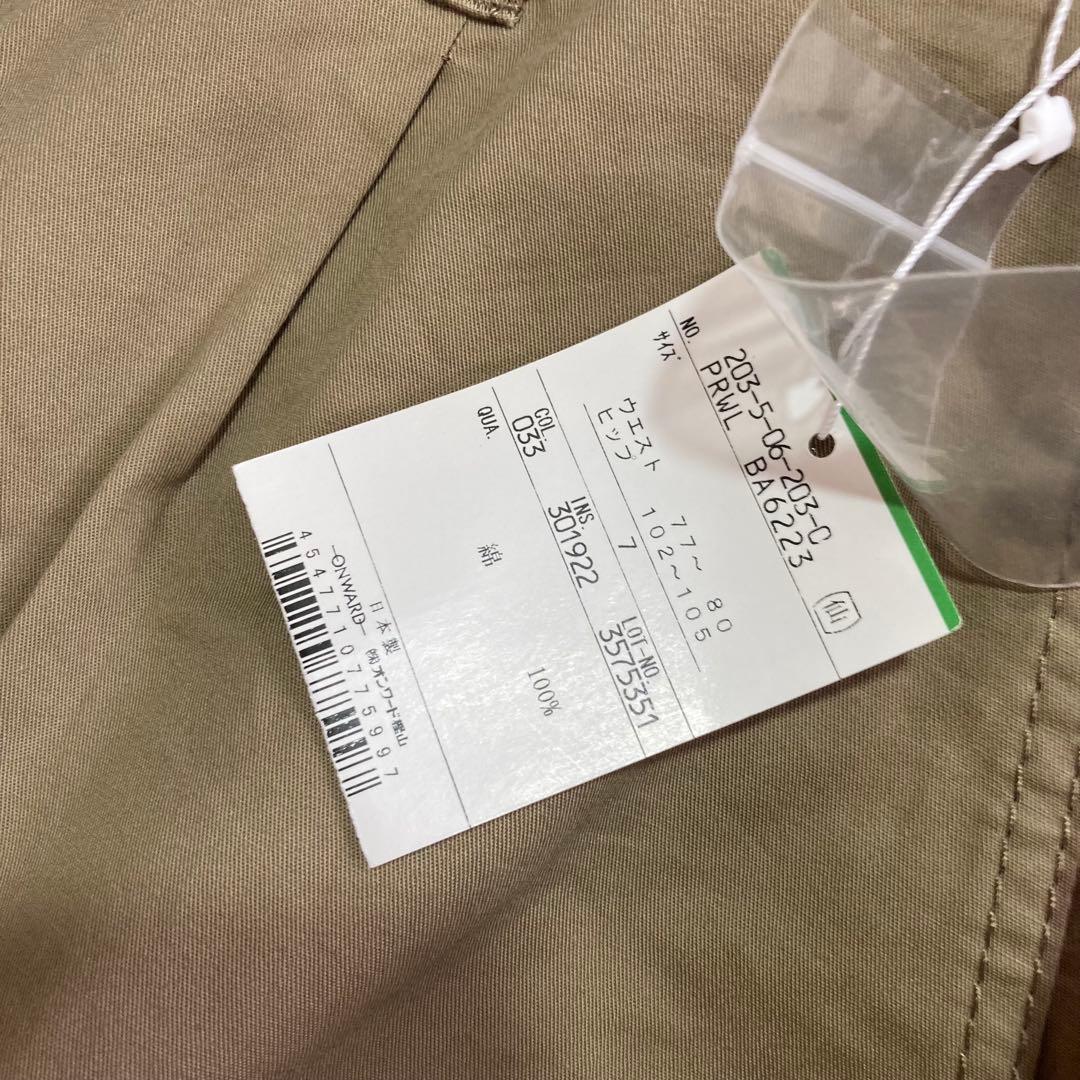 NO. 203-5-06-203-C
PRWL BA6223 仙
サイズ
ウエスト 77～ 80
ヒップ 102～105
COL. INS. 7 LOT-NO.
033 301922 3575351
QUA.
綿 100%
日本製
ONWARD ㈱オンワード樫山
4547710775997